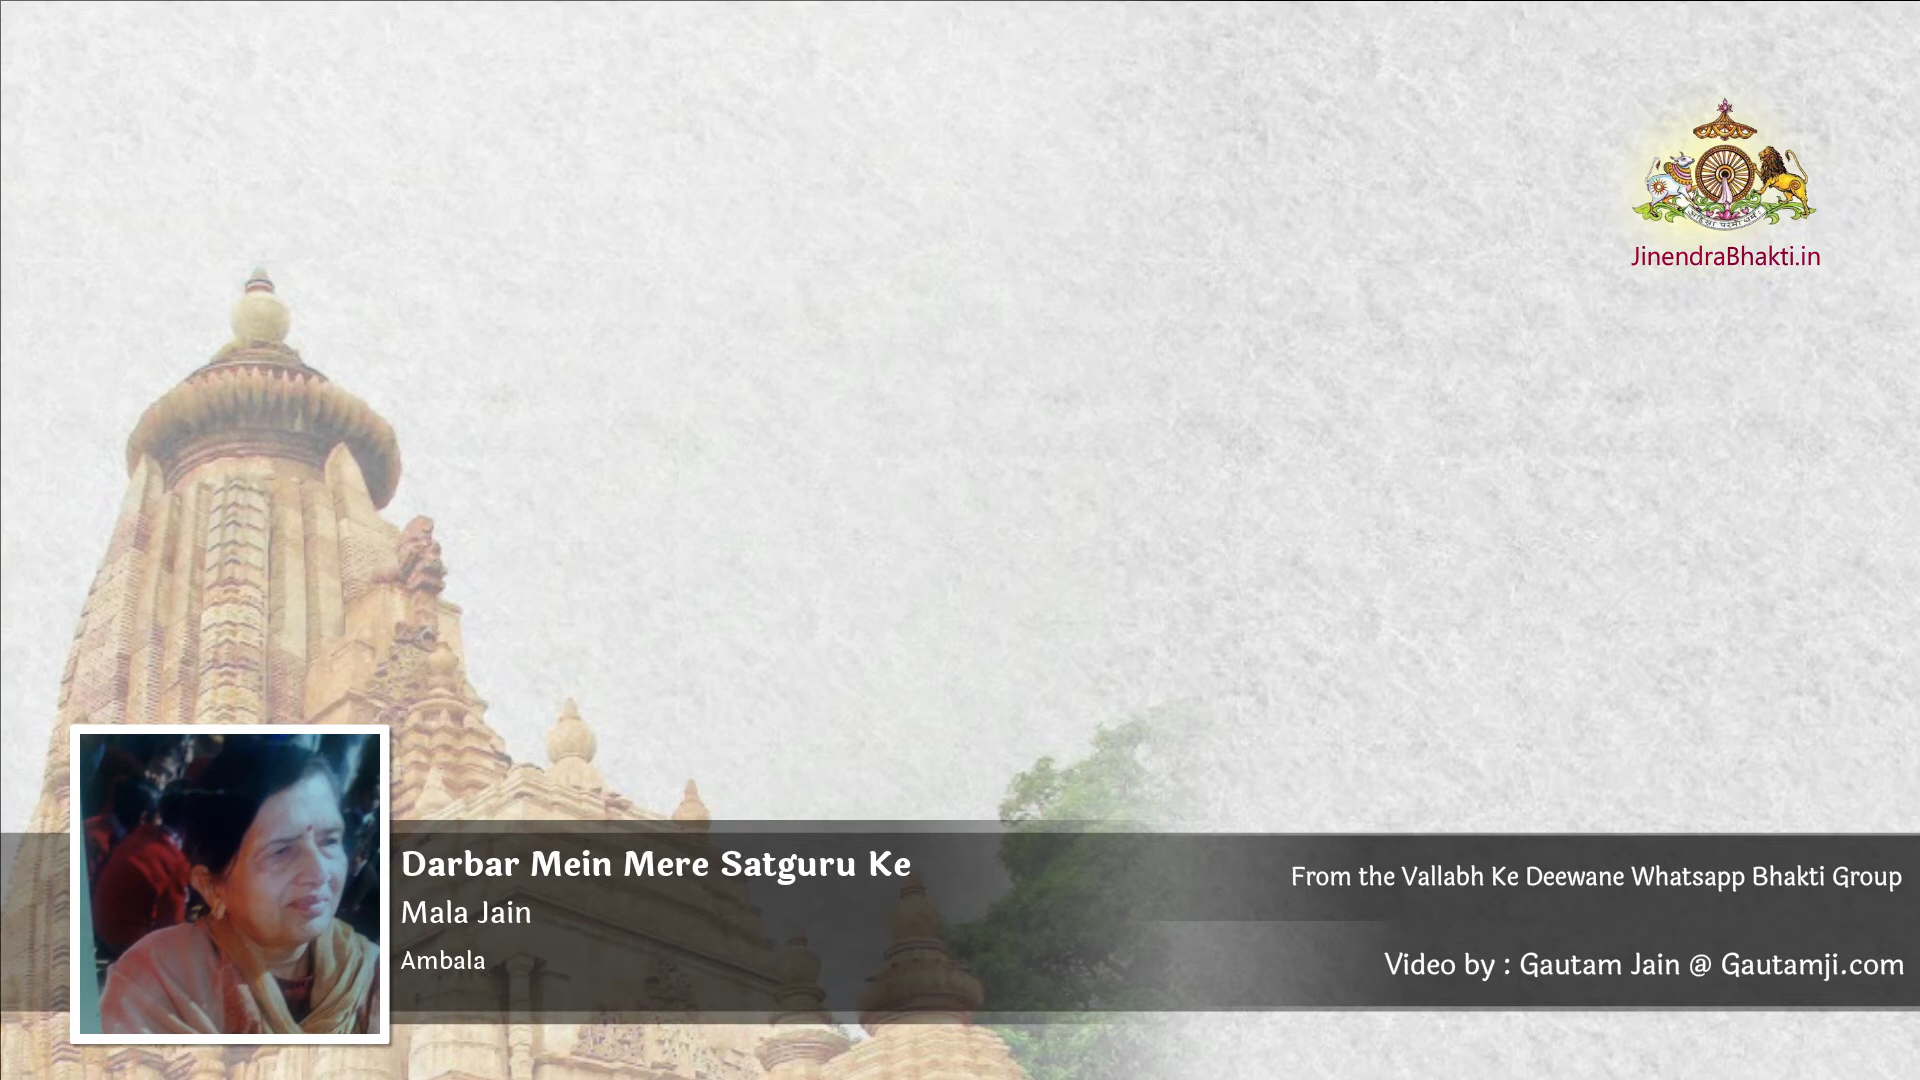 JinendraBhakti.in
Darbar Mein Mere Satguru Ke
Mala Jain
Ambala
From the Vallabh Ke Deewane Whatsapp Bhakti Group
Video by : Gautam Jain @ Gautamji.com